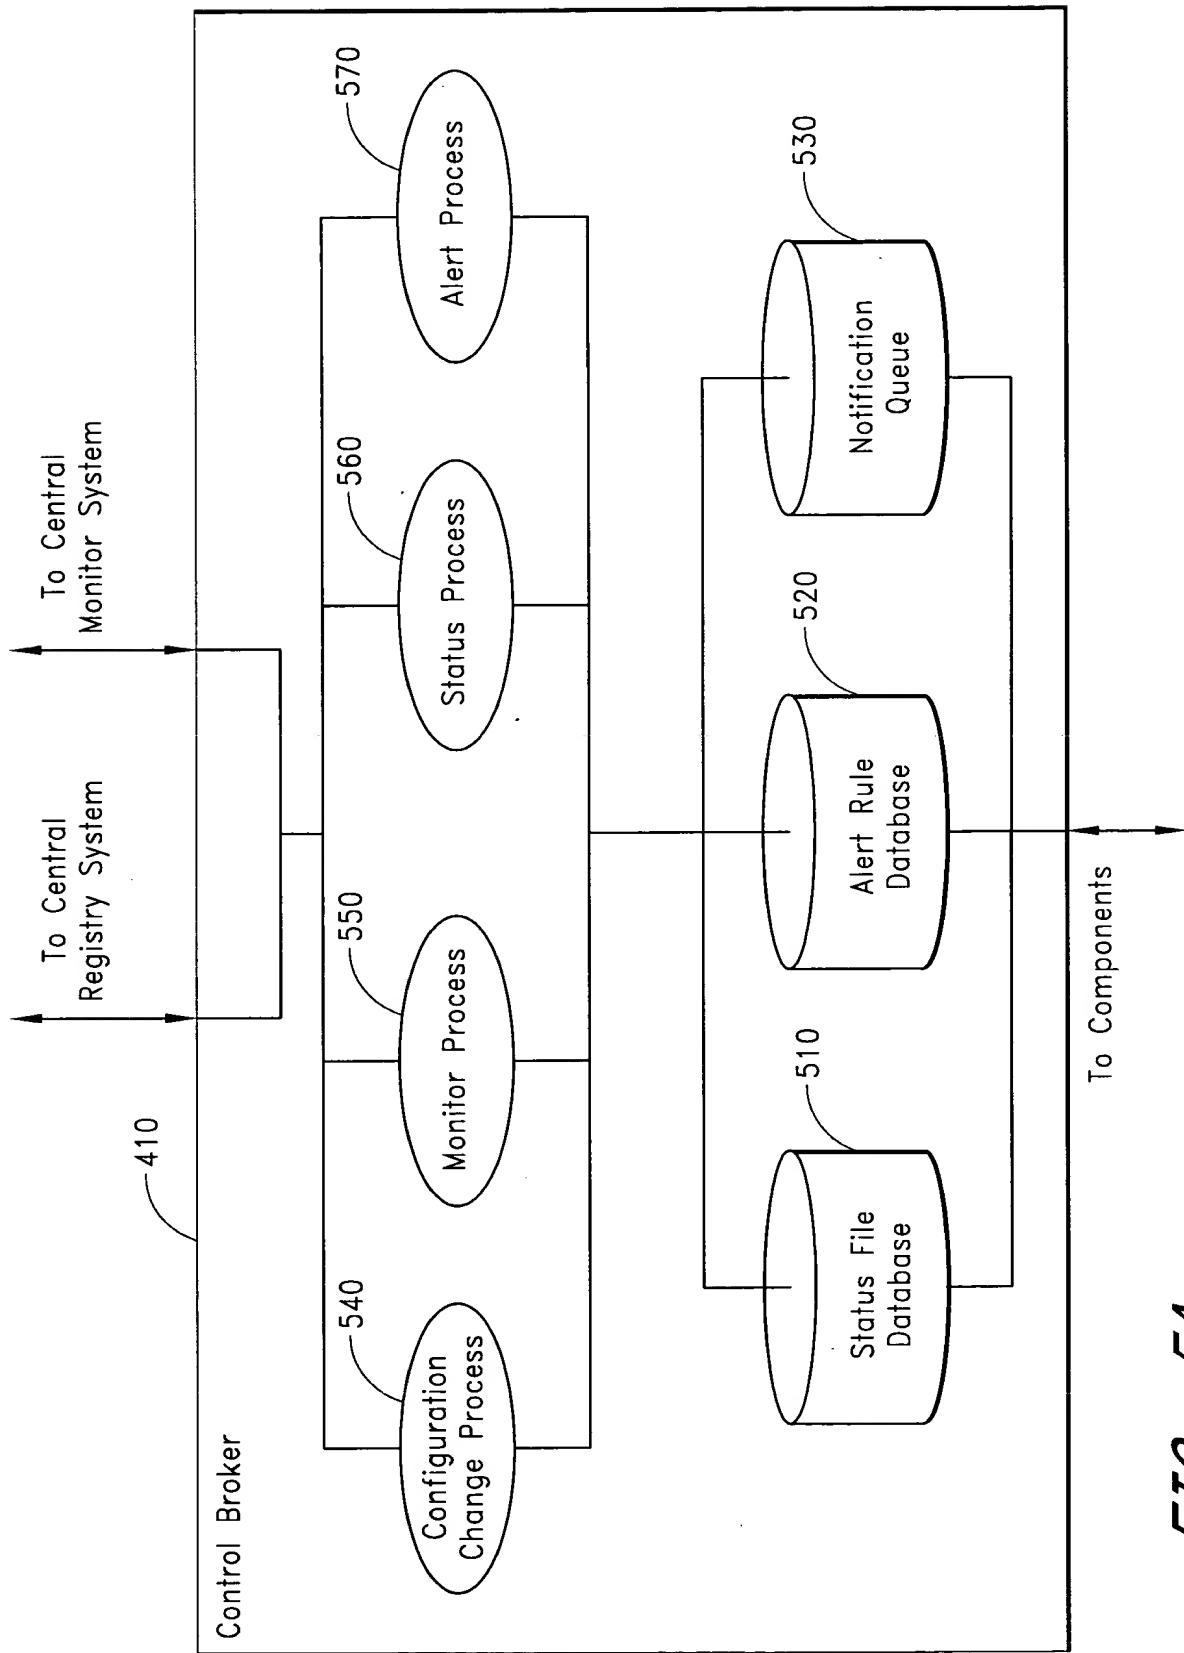 To Central
Registry System
To Central
Monitor System
410
Control Broker
540
Configuration
Change Process
550
Monitor Process
560
Status Process
570
Alert Process
510
Status File
Database
520
Alert Rule
Database
530
Notification
Queue
To Components